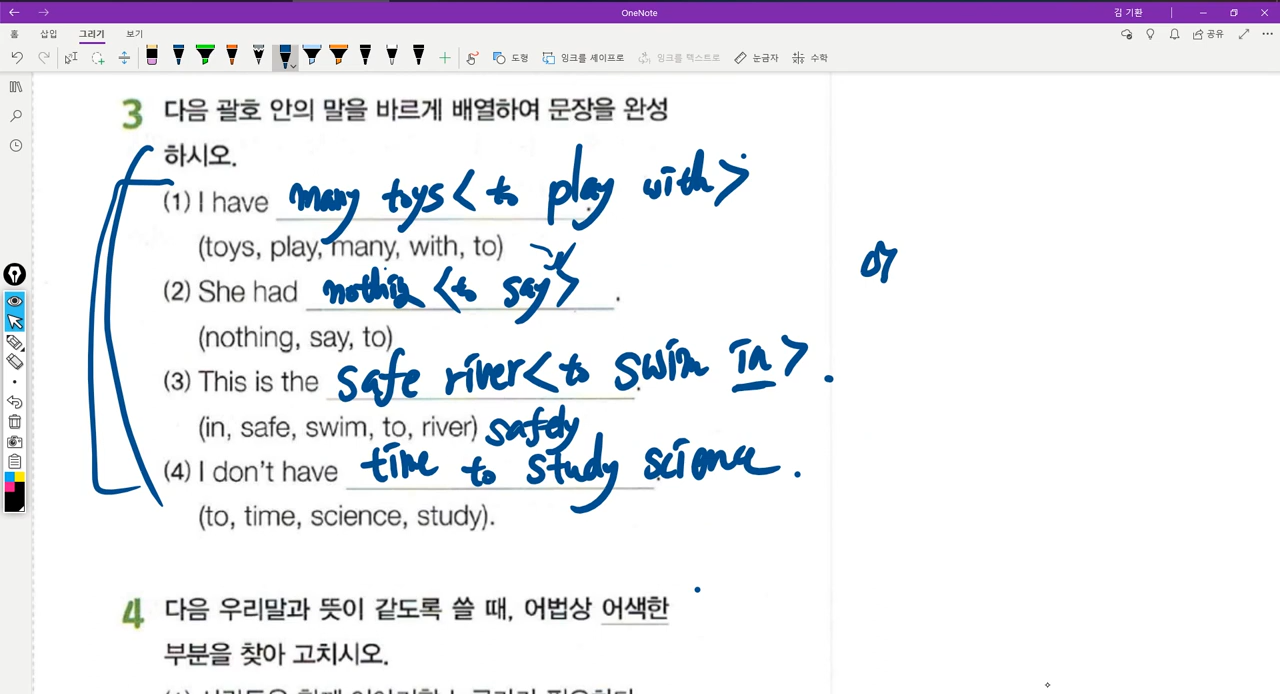 OneNote
김 기환
홈 삽입 그리기 보기
공유
도형 잉크를 셰이프로 잉크를 텍스트로 눈금자 수학
3 다음 괄호 안의 말을 바르게 배열하여 문장을 완성
하시오.
(1) I have many toys < to play with > .
(toys, play, many, with, to)
(2) She had nothing < to say > .
(nothing, say, to)
(3) This is the safe river < to swim in > .
(in, safe, swim, to, river) safely
(4) I don't have time to study science .
(to, time, science, study).
4 다음 우리말과 뜻이 같도록 쓸 때, 어법상 어색한
부분을 찾아 고치시오.